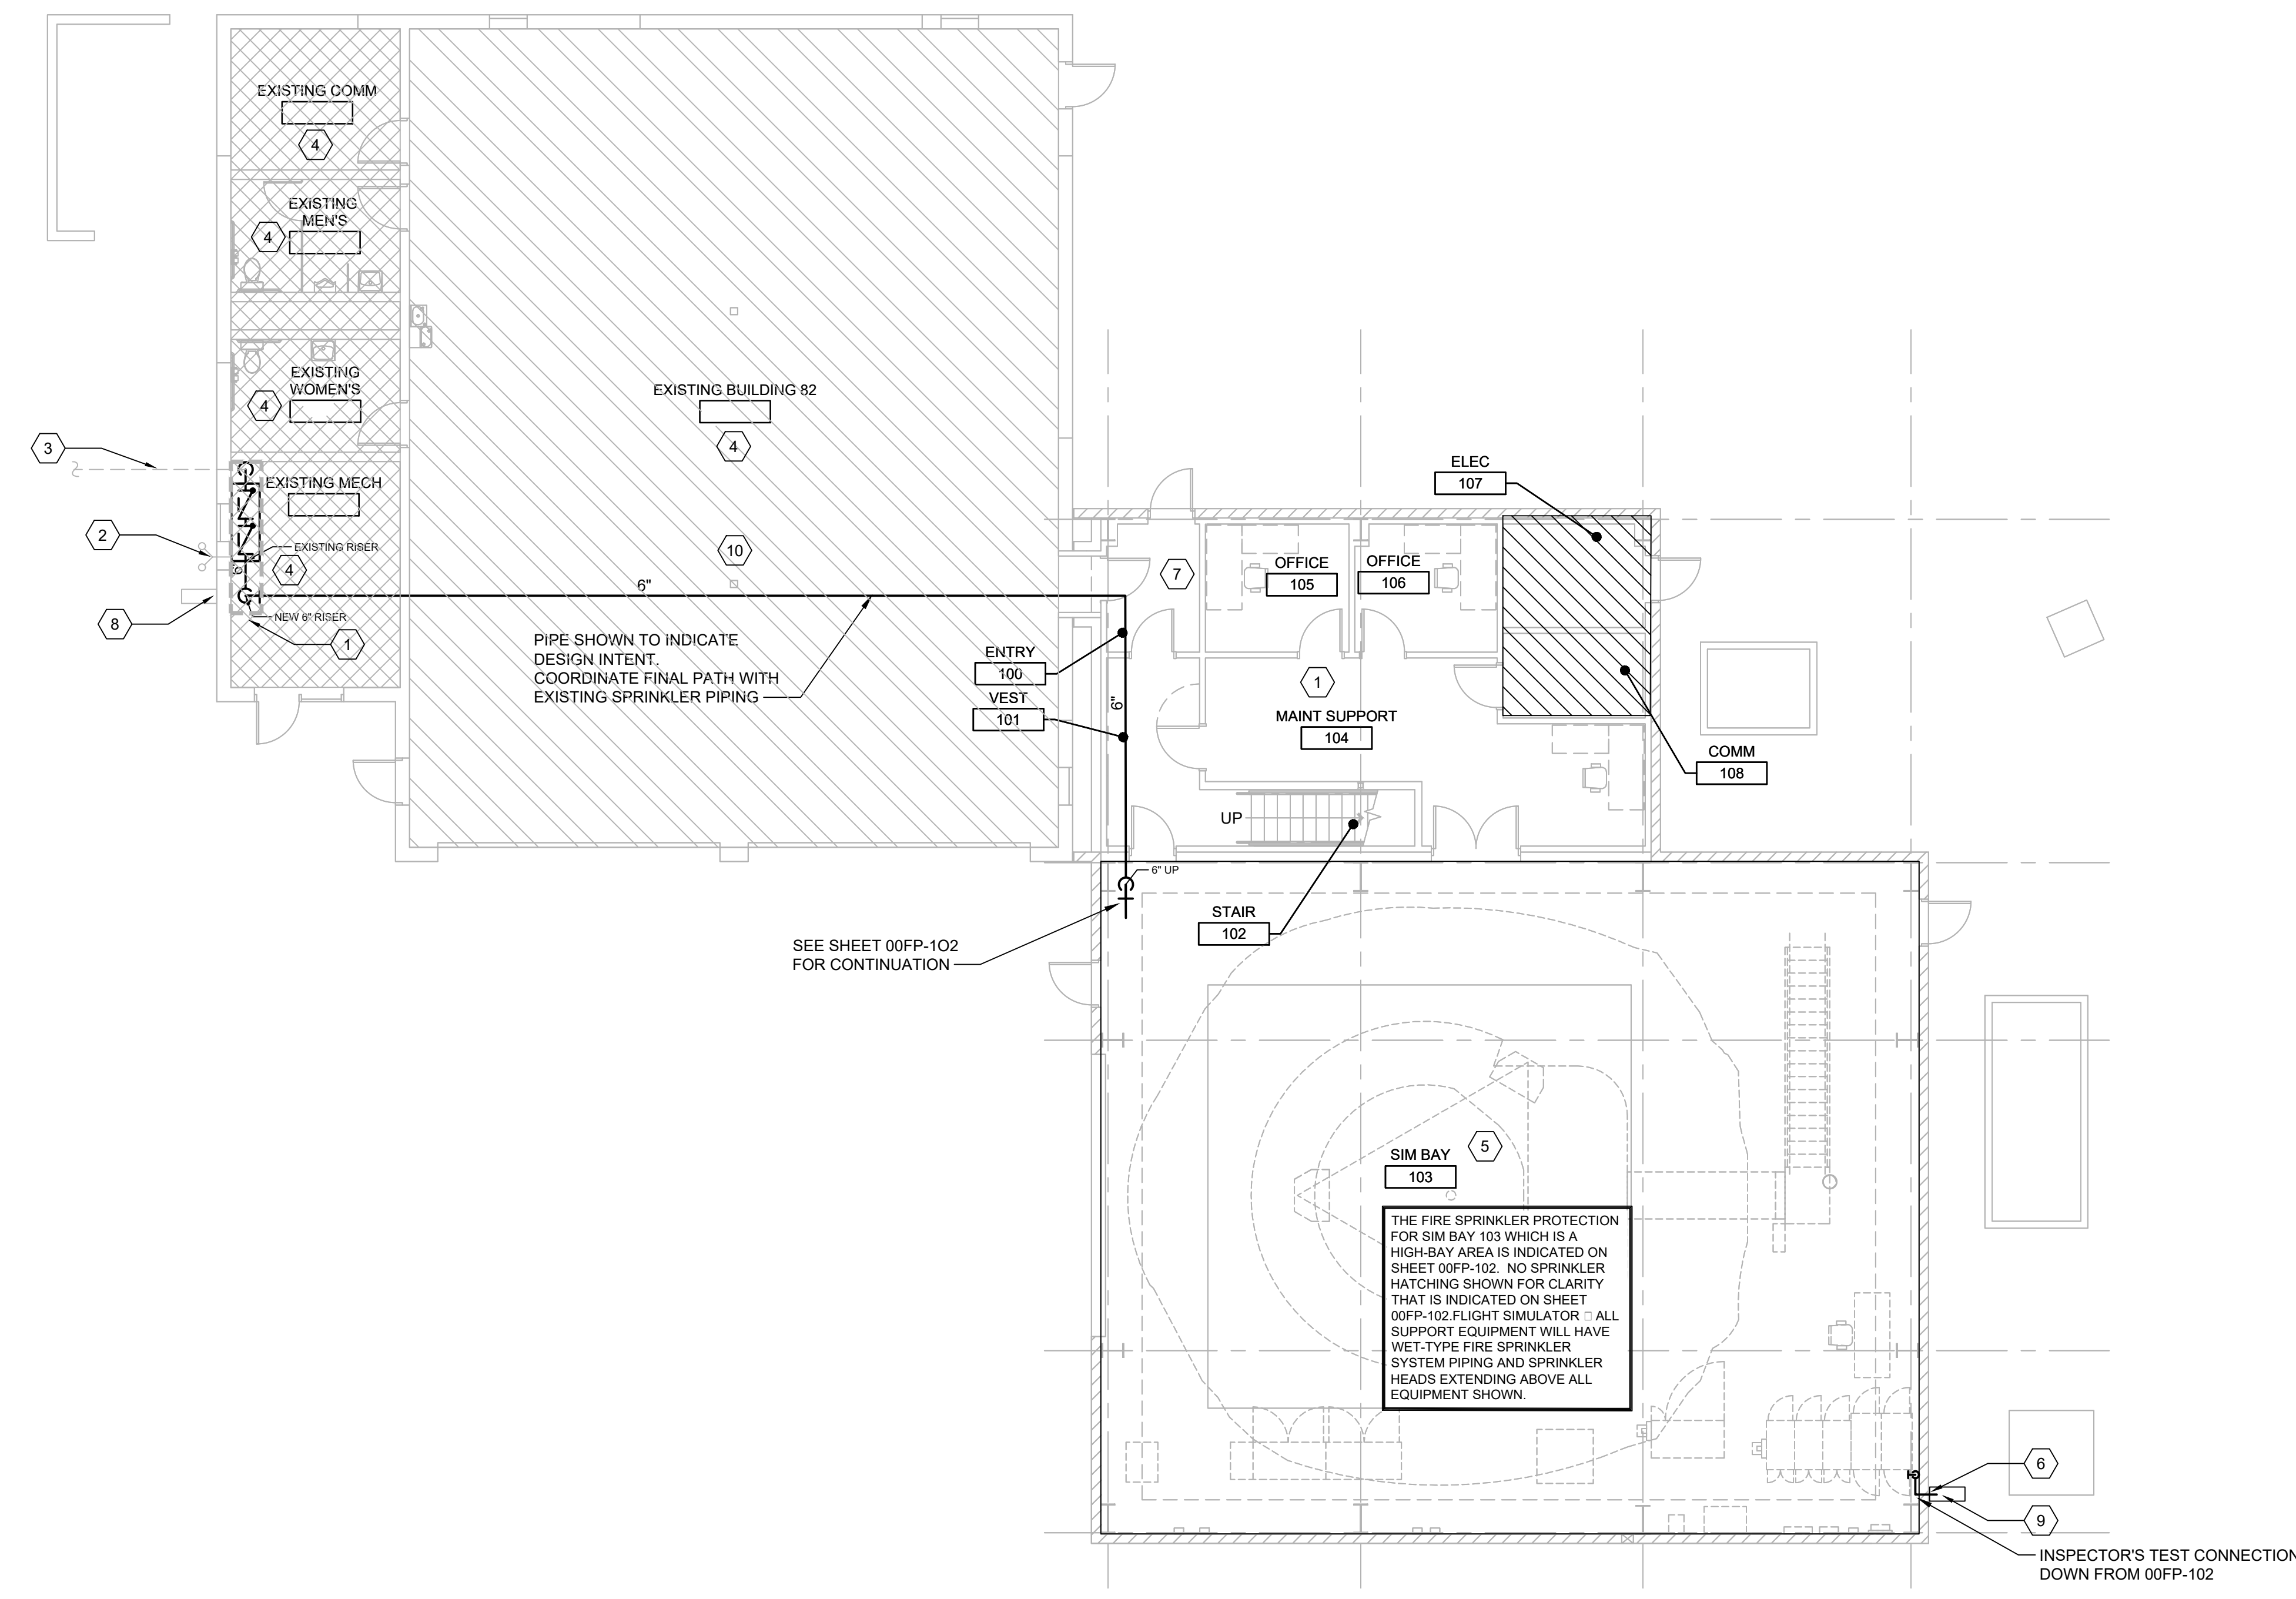 EXISTING COMM
4
EXISTING
MEN'S
4
EXISTING
WOMEN'S
4
EXISTING BUILDING 82
4
3
EXISTING MECH
2
EXISTING RISER
4
6"
8
NEW 6" RISER
1
10
6"
PIPE SHOWN TO INDICATE
DESIGN INTENT.
COORDINATE FINAL PATH WITH
EXISTING SPRINKLER PIPING
ENTRY
100
VEST
101
6"
7
OFFICE
105
OFFICE
106
ELEC
107
1
MAINT SUPPORT
104
COMM
108
UP
6" UP
STAIR
102
SEE SHEET 00FP-1O2
FOR CONTINUATION
SIM BAY
103
5
THE FIRE SPRINKLER PROTECTION
FOR SIM BAY 103 WHICH IS A
HIGH-BAY AREA IS INDICATED ON
SHEET 00FP-102. NO SPRINKLER
HATCHING SHOWN FOR CLARITY
THAT IS INDICATED ON SHEET
00FP-102.FLIGHT SIMULATOR □ ALL
SUPPORT EQUIPMENT WILL HAVE
WET-TYPE FIRE SPRINKLER
SYSTEM PIPING AND SPRINKLER
HEADS EXTENDING ABOVE ALL
EQUIPMENT SHOWN.
6
9
INSPECTOR'S TEST CONNECTION
DOWN FROM 00FP-102